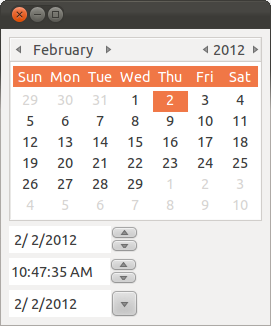 February 2012
Sun Mon Tue Wed Thu Fri Sat
29 30 31 1 2 3 4
5 6 7 8 9 10 11
12 13 14 15 16 17 18
19 20 21 22 23 24 25
26 27 28 29 1 2 3
4 5 6 7 8 9 10
2/ 2/2012
10:47:35 AM
2/ 2/2012